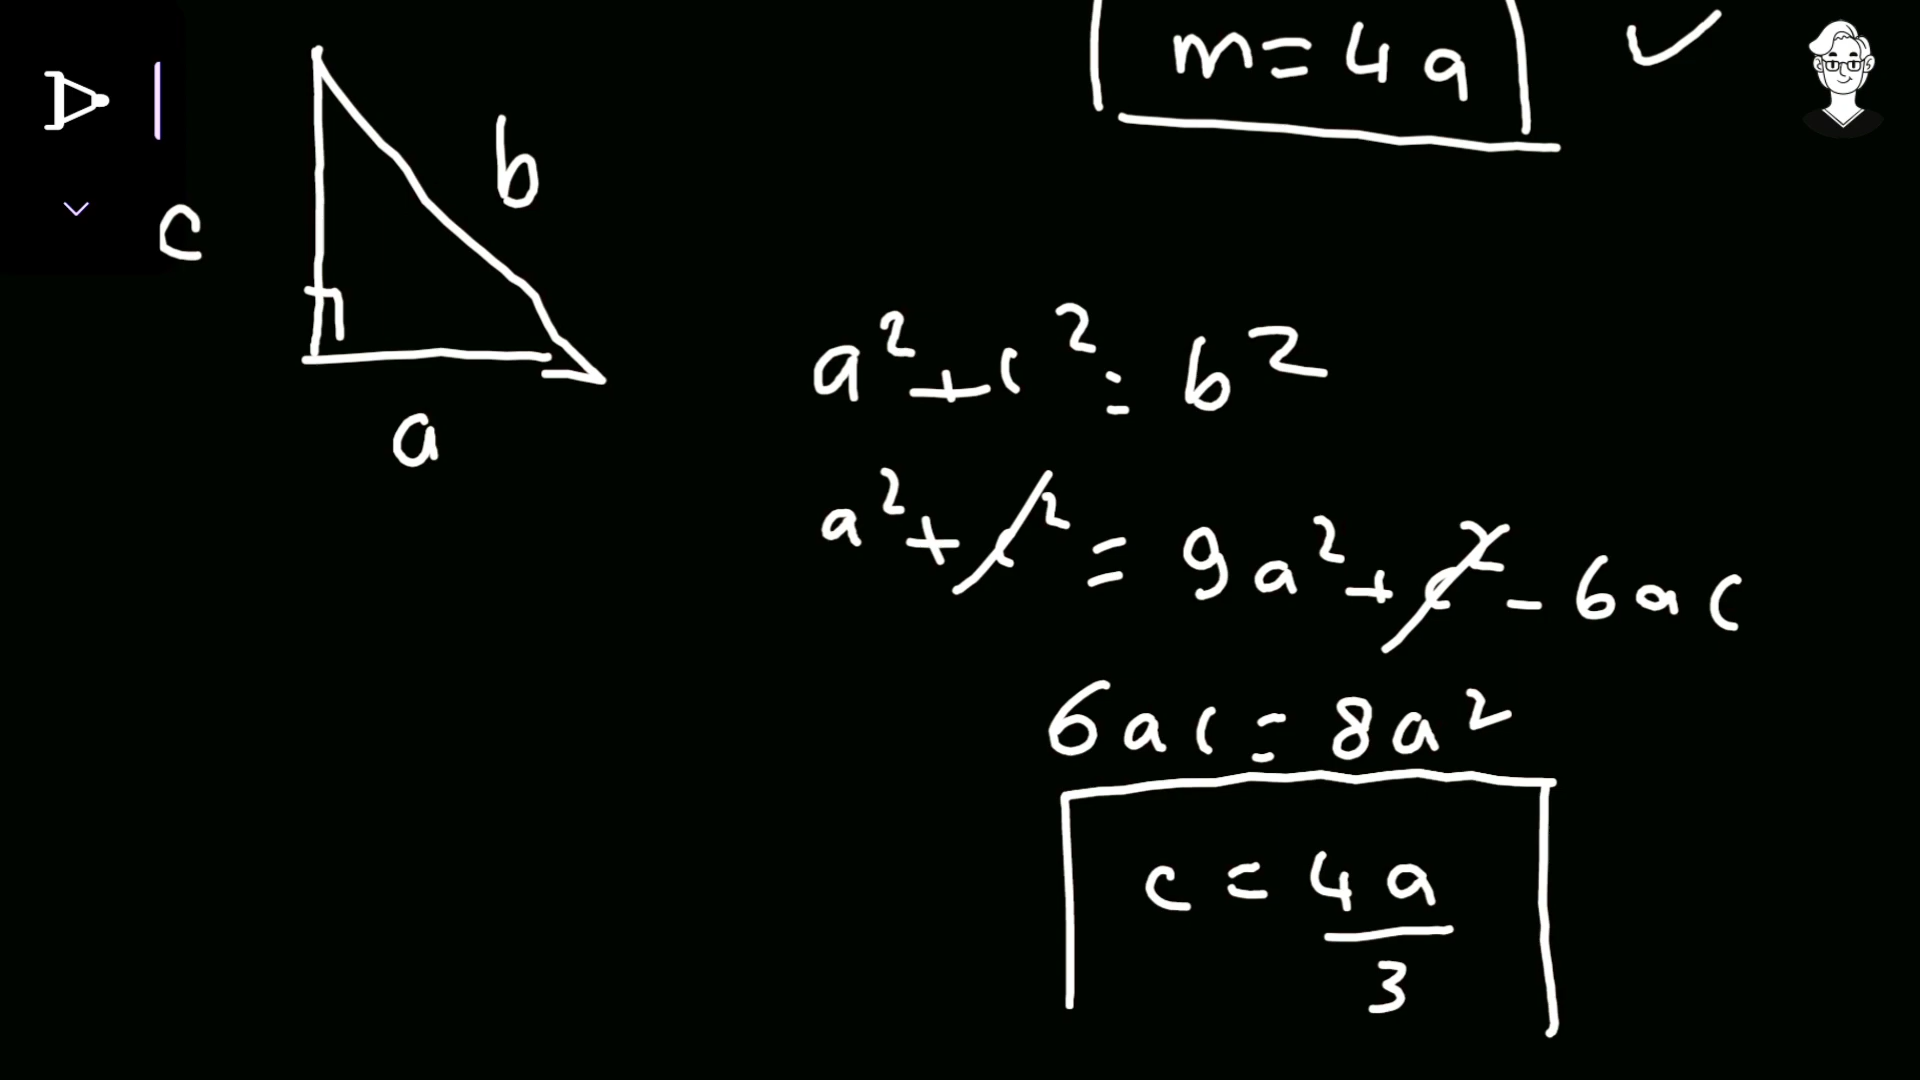 m = 4a
b
c
a
a² + c² = b²
a² + c² = 9a² + c² - 6ac
6ac = 8a²
c = 4a/3